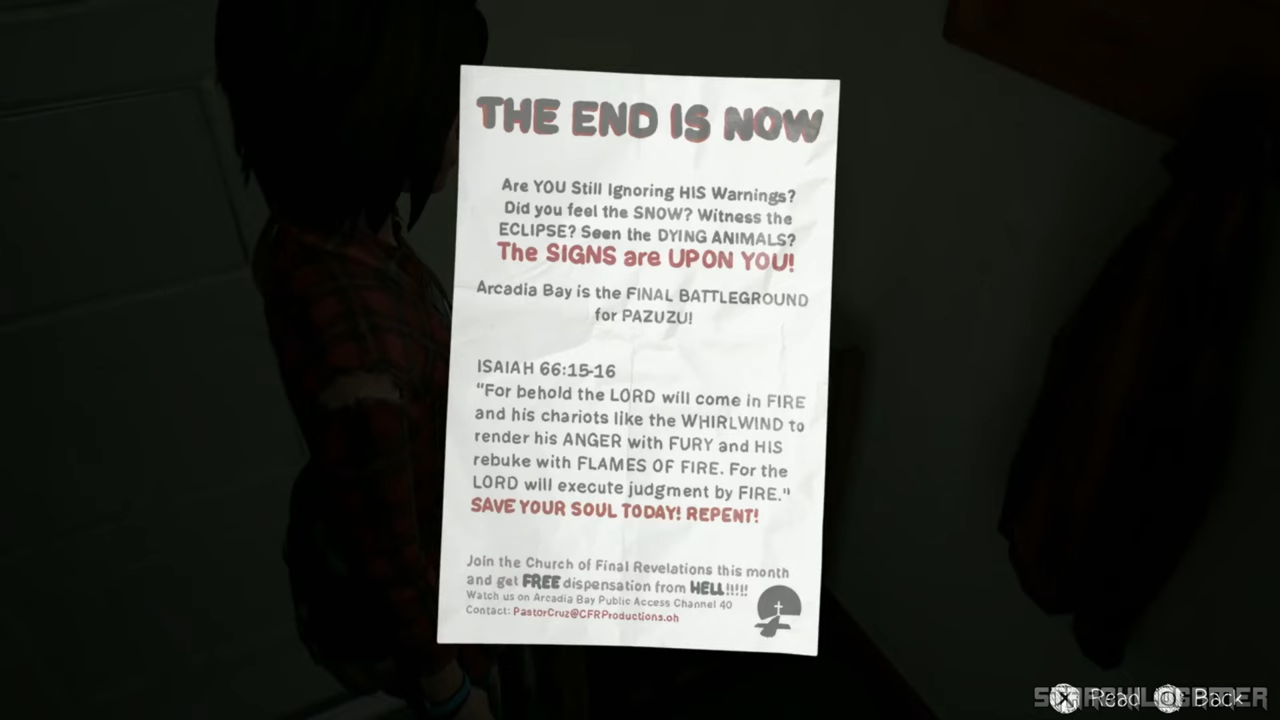 THE END IS NOW
Are YOU Still Ignoring HIS Warnings?
Did you feel the SNOW? Witness the
ECLIPSE? Seen the DYING ANIMALS?
The SIGNS are UPON YOU!
Arcadia Bay is the FINAL BATTLEGROUND
for PAZUZU!
ISAIAH 66:15-16
"For behold the LORD will come in FIRE
and his chariots like the WHIRLWIND to
render his ANGER with FURY and HIS
rebuke with FLAMES OF FIRE. For the
LORD will execute judgment by FIRE."
SAVE YOUR SOUL TODAY! REPENT!
Join the Church of Final Revelations this month
and get FREE dispensation from HELL!!!!!
Watch us on Arcadia Bay Public Access Channel 40
Contact: PastorCruz@CFRProductions.oh
Read Back